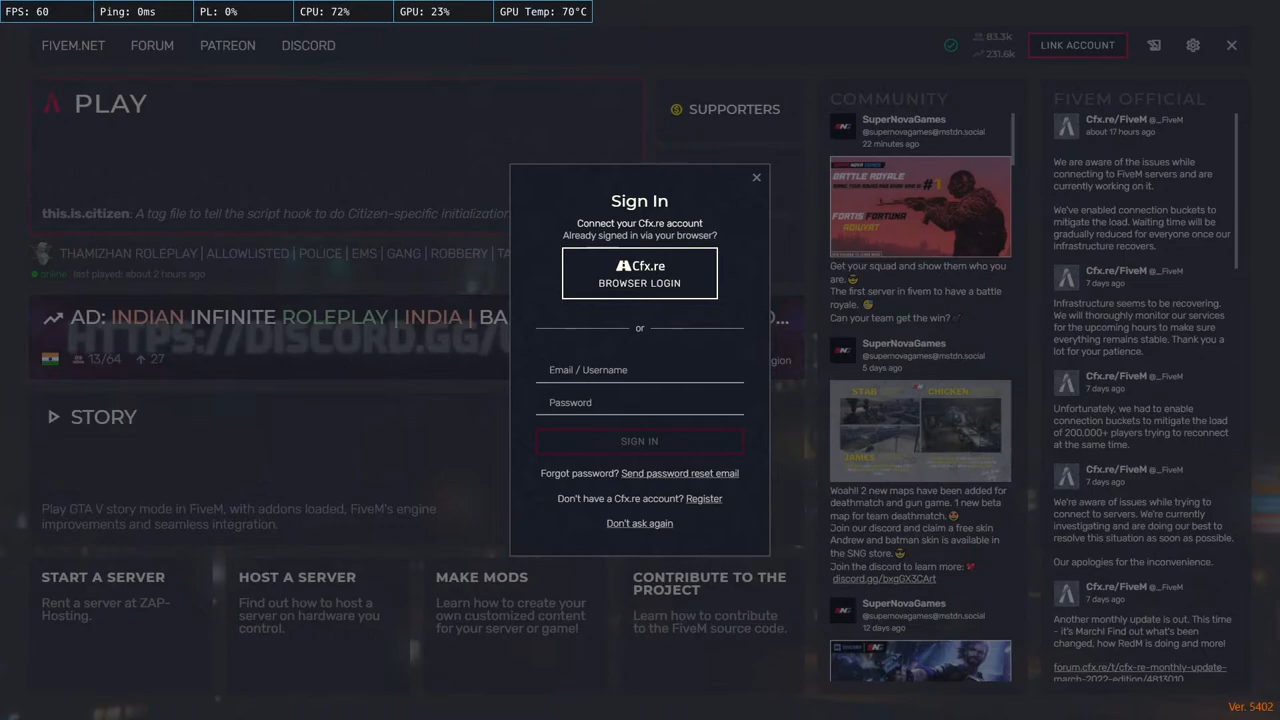 FPS: 60
Ping: 0ms
PL: 0%
CPU: 72%
GPU: 23%
GPU Temp: 70°C
FIVEM.NET
FORUM
PATREON
DISCORD
83.3k
231.6k
LINK ACCOUNT
PLAY
this.is.citizen: A tag file to tell the script hook to do Citizen-specific initialization
THAMIZHAN ROLEPLAY | ALLOWLISTED | POLICE | EMS | GANG | ROBBERY | TA
online last played: about 2 hours ago
AD: INDIAN INFINITE ROLEPLAY | INDIA | BA
HTTPS://DISCORD.GG/
13/64 27
STORY
Play GTA V story mode in FiveM, with addons loaded, FiveM's engine
improvements and seamless integration.
SUPPORTERS
Sign In
Connect your Cfx.re account
Already signed in via your browser?
Cfx.re
BROWSER LOGIN
or
Email / Username
Password
SIGN IN
Forgot password? Send password reset email
Don't have a Cfx.re account? Register
Don't ask again
...
gion
START A SERVER
Rent a server at ZAP-
Hosting.
HOST A SERVER
Find out how to host a
server on hardware you
control.
MAKE MODS
Learn how to create your
own customized content
for your server or game!
CONTRIBUTE TO THE
PROJECT
Learn how to contribute
to the FiveM source code.
COMMUNITY
SuperNovaGames
@supernovagames@mstdn.social
22 minutes ago
BATTLE ROYALE
#1
FORTIS FORTUNA
ADIWYAT
Get your squad and show them who you
are. 😎
The first server in fivem to have a battle
royale.
Can your team get the win?
SuperNovaGames
@supernovagames@mstdn.social
5 days ago
STAB
CHICKEN
JAMES
Woah!! 2 new maps have been added for
deathmatch and gun game. 1 new beta
map for team deathmatch.
Join our discord and claim a free skin
Andrew and batman skin is available in
the SNG store.
Join the discord to learn more:
discord.gg/bxgGX3CArt
SuperNovaGames
@supernovagames@mstdn.social
12 days ago
FIVEM OFFICIAL
Cfx.re/FiveM @_FiveM
about 17 hours ago
We are aware of the issues while
connecting to FiveM servers and are
currently working on it.
We've enabled connection buckets to
mitigate the load. Waiting time will be
gradually reduced for everyone once our
infrastructure recovers.
Cfx.re/FiveM @_FiveM
7 days ago
Infrastructure seems to be recovering.
We will thoroughly monitor our services
for the upcoming hours to make sure
everything remains stable. Thank you a
lot for your patience.
Cfx.re/FiveM @_FiveM
7 days ago
Unfortunately, we had to enable
connection buckets to mitigate the load
of 200.000+ players trying to reconnect
at the same time.
Cfx.re/FiveM @_FiveM
7 days ago
We're aware of issues while trying to
connect to servers. We're currently
investigating and are doing our best to
resolve this situation as soon as possible.
Our apologies for the inconvenience.
Cfx.re/FiveM @_FiveM
7 days ago
Another monthly update is out. This time
- it's March! Find out what's been
changed, how RedM is doing and more!
forum.cfx.re/t/cfx-re-monthly-update-
march-2022-edition/4813010
Ver. 5402